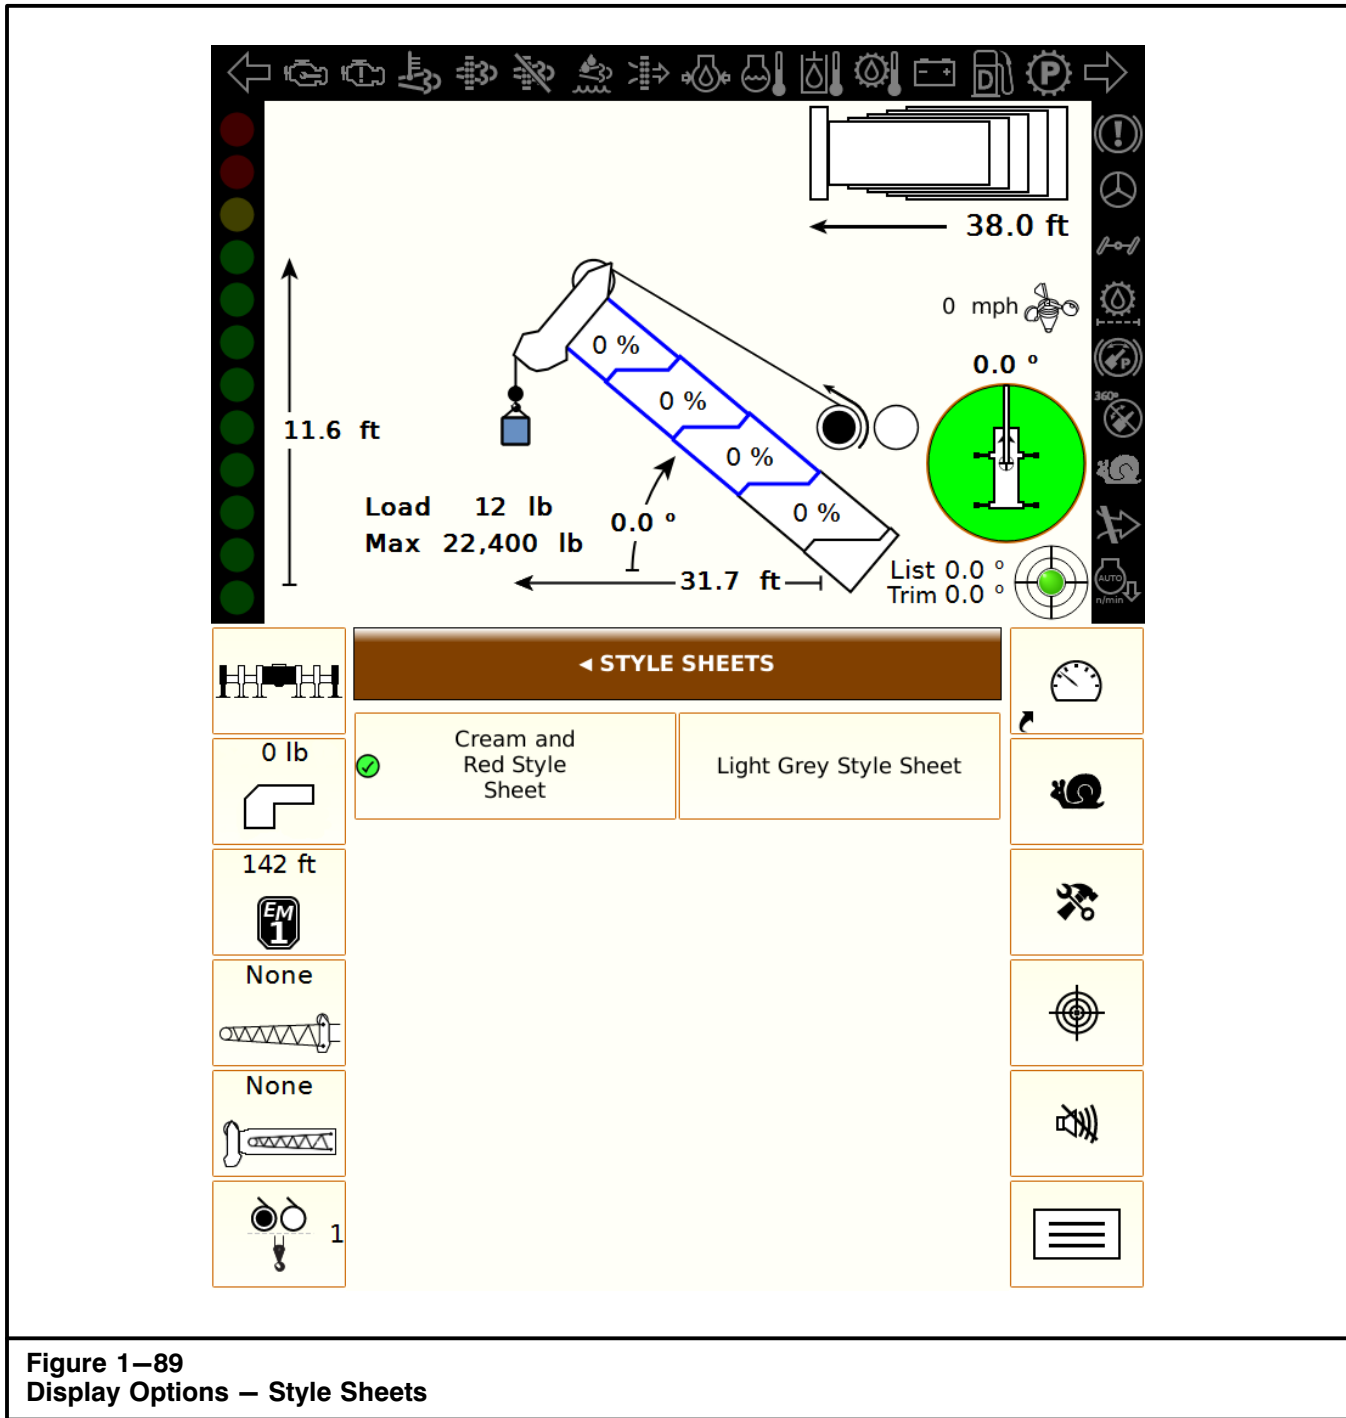 D
P
38.0 ft
0 mph
0.0 °
P
360°
0 %
0 %
0 %
0 %
11.6 ft
Load 12 lb
Max 22,400 lb
0.0 °
31.7 ft
List 0.0 °
Trim 0.0 °
AUTO
n/min
◄ STYLE SHEETS
0 lb
Cream and
Red Style
Sheet
Light Grey Style Sheet
142 ft
EM
1
None
None
1
Figure 1–89
Display Options – Style Sheets